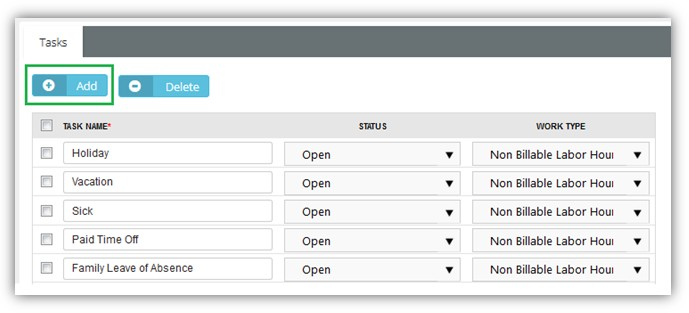 Tasks
Add Delete
TASK NAME* STATUS WORK TYPE
Holiday Open Non Billable Labor Hour
Vacation Open Non Billable Labor Hour
Sick Open Non Billable Labor Hour
Paid Time Off Open Non Billable Labor Hour
Family Leave of Absence Open Non Billable Labor Hour